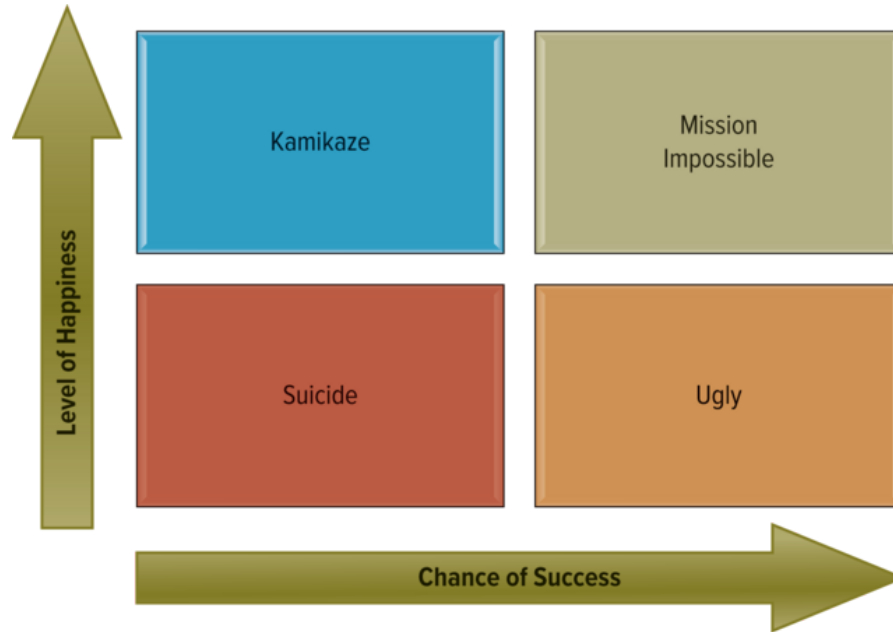 Kamikaze
Mission
Impossible
Level of Happiness
Suicide
Ugly
Chance of Success